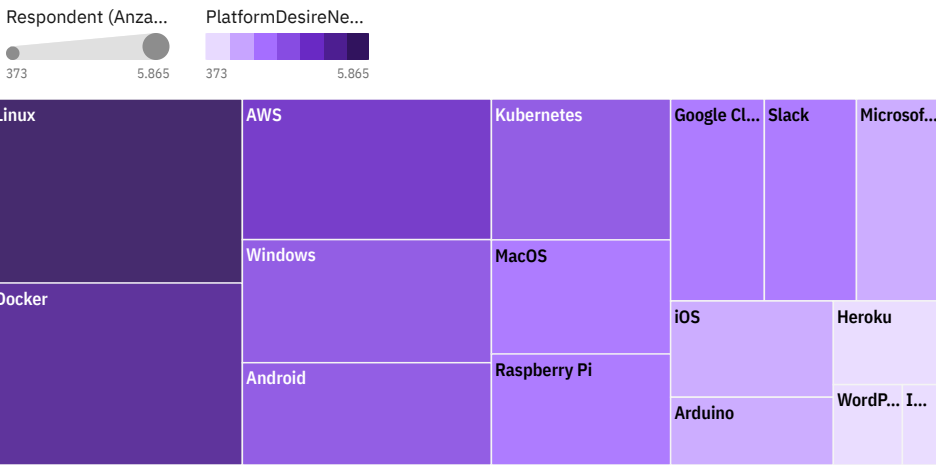 Respondent (Anza...
PlatformDesireNe...
373
5.865
373
5.865
Linux
AWS
Kubernetes
Google Cl...
Slack
Microsof...
Windows
MacOS
Docker
iOS
Heroku
Raspberry Pi
Android
WordP...
I...
Arduino